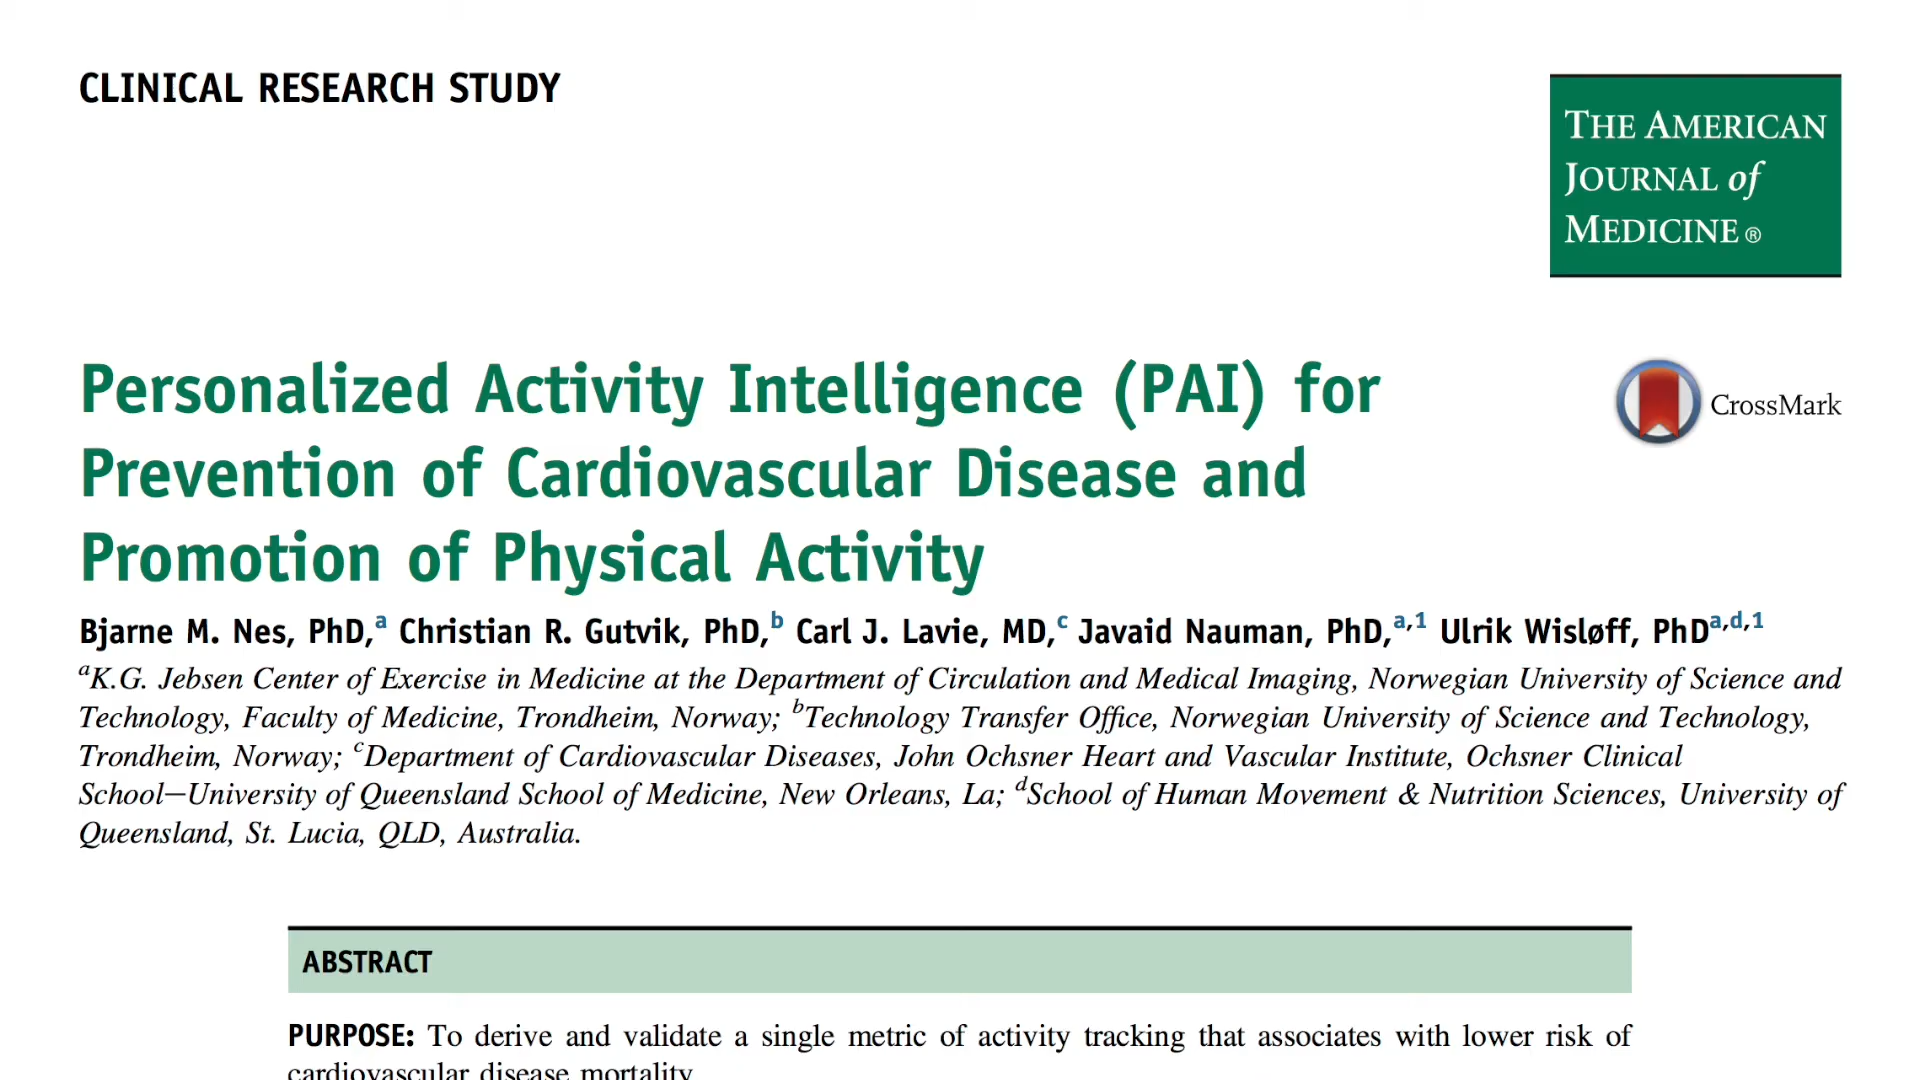 CLINICAL RESEARCH STUDY
THE AMERICAN
JOURNAL of
MEDICINE ®
Personalized Activity Intelligence (PAI) for
Prevention of Cardiovascular Disease and
Promotion of Physical Activity
CrossMark
Bjarne M. Nes, PhD,a Christian R. Gutvik, PhD,b Carl J. Lavie, MD,c Javaid Nauman, PhD,a,1 Ulrik Wisløff, PhDa,d,1
aK.G. Jebsen Center of Exercise in Medicine at the Department of Circulation and Medical Imaging, Norwegian University of Science and
Technology, Faculty of Medicine, Trondheim, Norway; bTechnology Transfer Office, Norwegian University of Science and Technology,
Trondheim, Norway; cDepartment of Cardiovascular Diseases, John Ochsner Heart and Vascular Institute, Ochsner Clinical
School—University of Queensland School of Medicine, New Orleans, La; dSchool of Human Movement & Nutrition Sciences, University of
Queensland, St. Lucia, QLD, Australia.
ABSTRACT
PURPOSE: To derive and validate a single metric of activity tracking that associates with lower risk of
cardiovascular disease mortality.